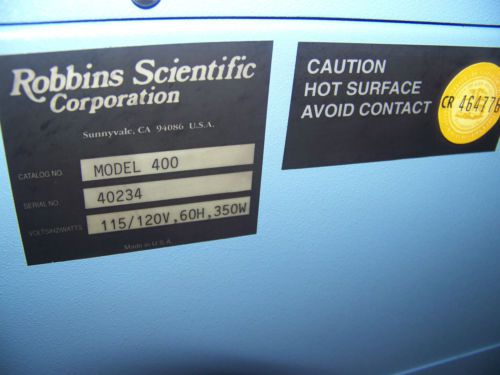 Robbins Scientific
Corporation
Sunnyvale, CA 94086 U.S.A.
CATALOG NO. MODEL 400
SERIAL NO. 40234
VOLTS/HZ/WATTS 115/120V,60H,350W
Made in U.S.A.
CAUTION
HOT SURFACE
AVOID CONTACT
CR 464776